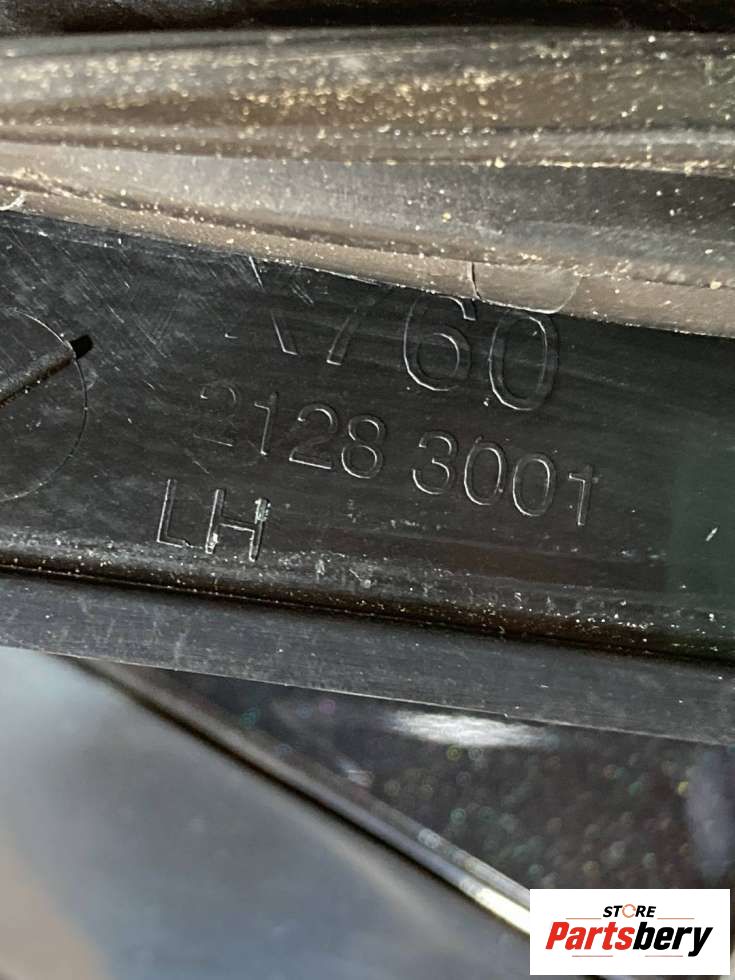 760
2128 3001
LH
STORE
Partsbery